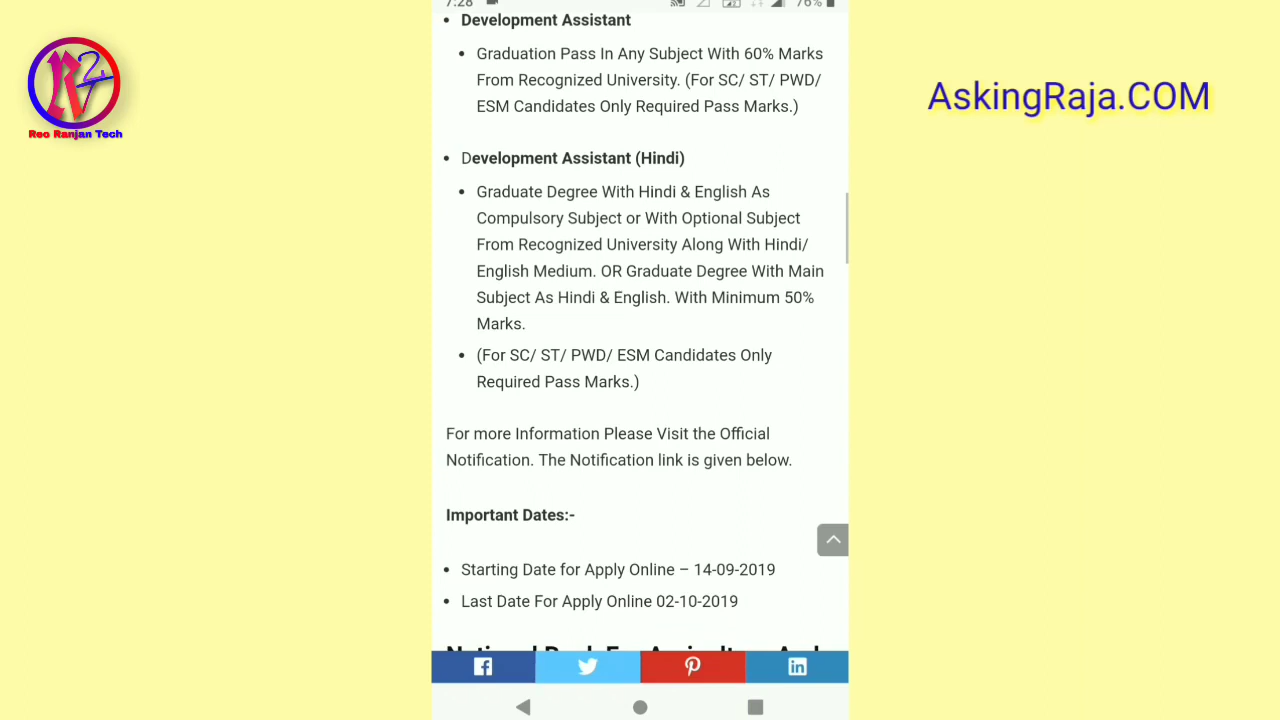 7:28
76%
Development Assistant
Graduation Pass In Any Subject With 60% Marks
From Recognized University. (For SC/ ST/ PWD/
ESM Candidates Only Required Pass Marks.)
Reo Ranjan Tech
AskingRaja.COM
Development Assistant (Hindi)
Graduate Degree With Hindi & English As
Compulsory Subject or With Optional Subject
From Recognized University Along With Hindi/
English Medium. OR Graduate Degree With Main
Subject As Hindi & English. With Minimum 50%
Marks.
(For SC/ ST/ PWD/ ESM Candidates Only
Required Pass Marks.)
For more Information Please Visit the Official
Notification. The Notification link is given below.
Important Dates:-
Starting Date for Apply Online – 14-09-2019
Last Date For Apply Online 02-10-2019